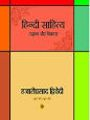 हिन्दी साहित्य
उद्भव और विकास
हजारीप्रसाद द्विवेदी